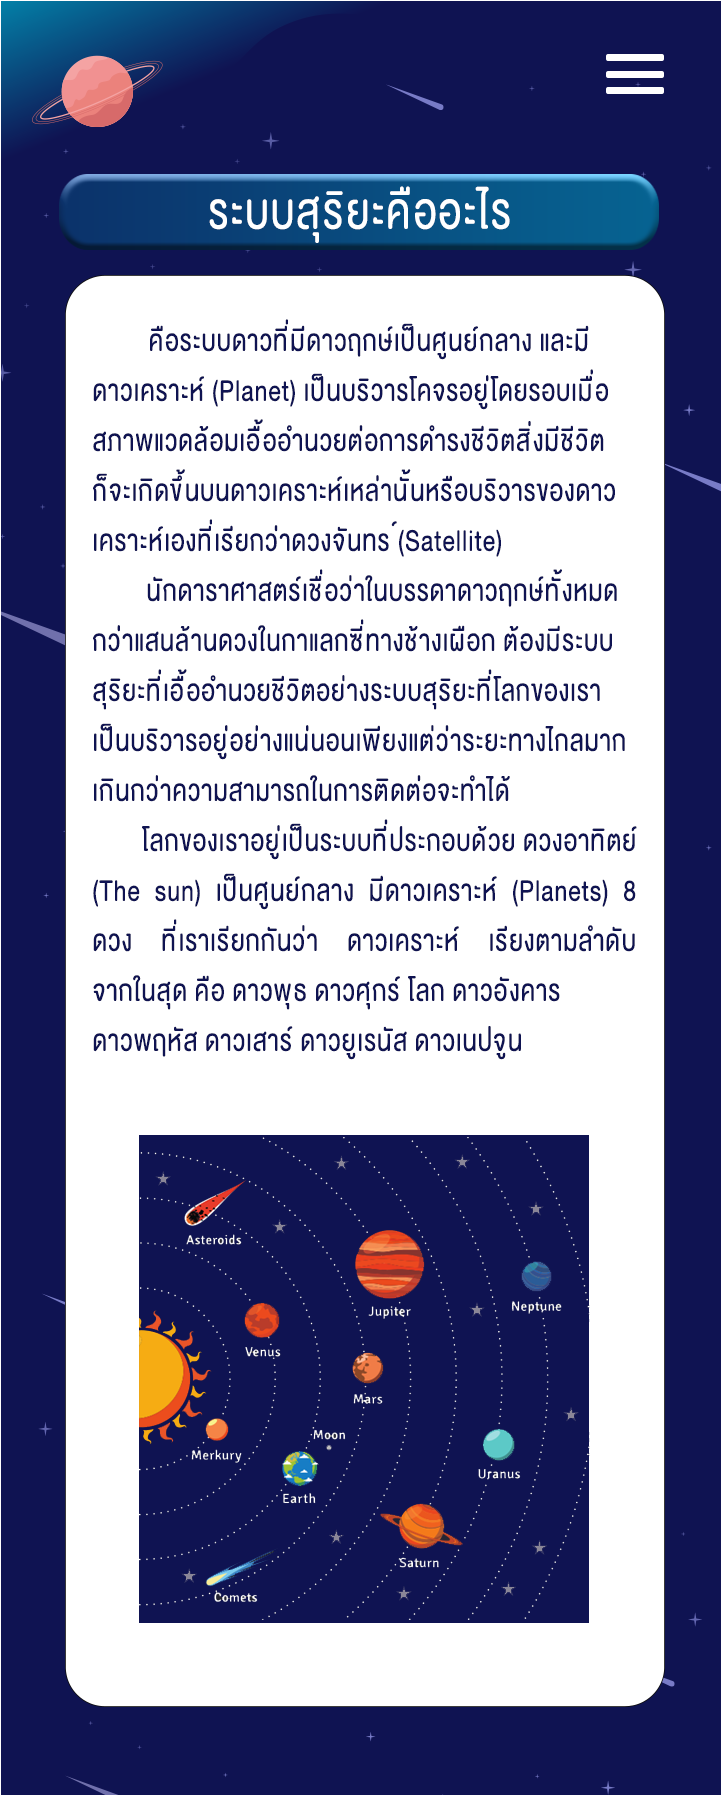 ระบบสุริยะคืออะไร
คือระบบดาวที่มีดาวฤกษ์เป็นศูนย์กลาง และมี
ดาวเคราะห์ (Planet) เป็นบริวารโคจรอยู่โดยรอบเมื่อ
สภาพแวดล้อมเอื้ออำนวยต่อการดำรงชีวิตสิ่งมีชีวิต
ก็จะเกิดขึ้นบนดาวเคราะห์เหล่านั้นหรือบริวารของดาว
เคราะห์เองที่เรียกว่าดวงจันทร ์(Satellite)
นักดาราศาสตร์เชื่อว่าในบรรดาดาวฤกษ์ทั้งหมด
กว่าแสนล้านดวงในกาแลกซี่ทางช้างเผือก ต้องมีระบบ
สุริยะที่เอื้ออำนวยชีวิตอย่างระบบสุริยะที่โลกของเรา
เป็นบริวารอยู่อย่างแน่นอนเพียงแต่ว่าระยะทางไกลมาก
เกินกว่าความสามารถในการติดต่อจะทำได้
โลกของเราอยู่เป็นระบบที่ประกอบด้วย ดวงอาทิตย์
(The sun) เป็นศูนย์กลาง มีดาวเคราะห์ (Planets) 8
ดวง ที่เราเรียกกันว่า ดาวเคราะห์ เรียงตามลำดับ
จากในสุด คือ ดาวพุธ ดาวศุกร์ โลก ดาวอังคาร
ดาวพฤหัส ดาวเสาร์ ดาวยูเรนัส ดาวเนปจูน
Asteroids
Jupiter
Neptune
Venus
Mars
Moon
Merkury
Uranus
Earth
Saturn
Comets